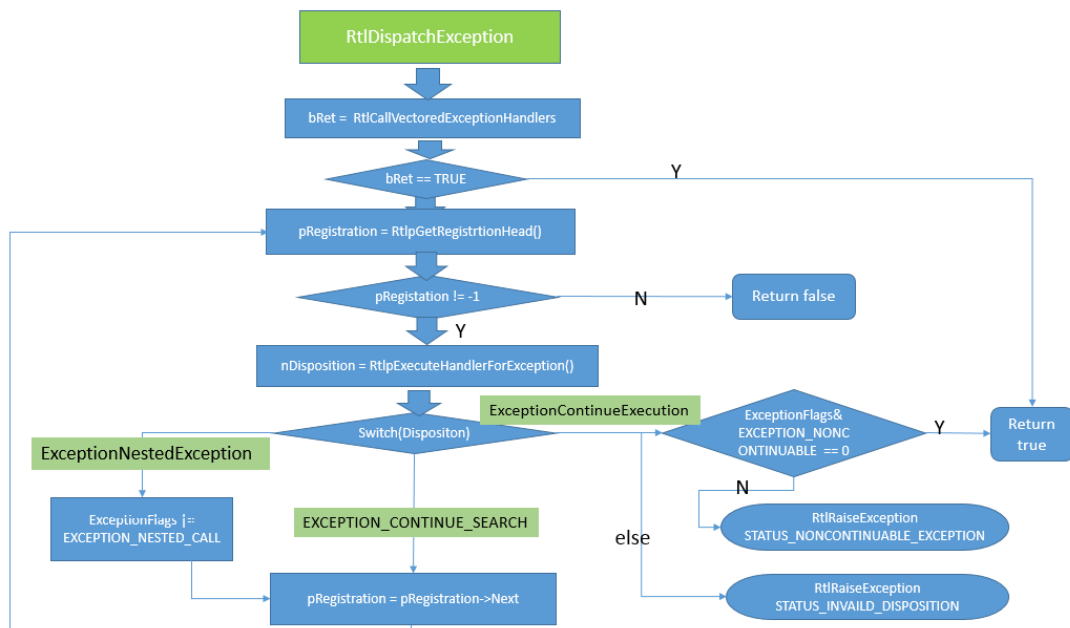 RtlDispatchException
bRet = RtlCallVectoredExceptionHandlers
bRet == TRUE
Y
pRegistration = RtlpGetRegistrtionHead()
pRegistation != -1
N
Return false
Y
nDisposition = RtlpExecuteHandlerForException()
ExceptionContinueExecution
Switch(Dispositon)
ExceptionFlags&
EXCEPTION_NONC
ONTINUABLE == 0
Y
Return
true
ExceptionNestedException
N
ExceptionFlags |=
EXCEPTION_NESTED_CALL
EXCEPTION_CONTINUE_SEARCH
RtlRaiseException
STATUS_NONCONTINUABLE_EXCEPTION
else
pRegistration = pRegistration->Next
RtlRaiseException
STATUS_INVAILD_DISPOSITION